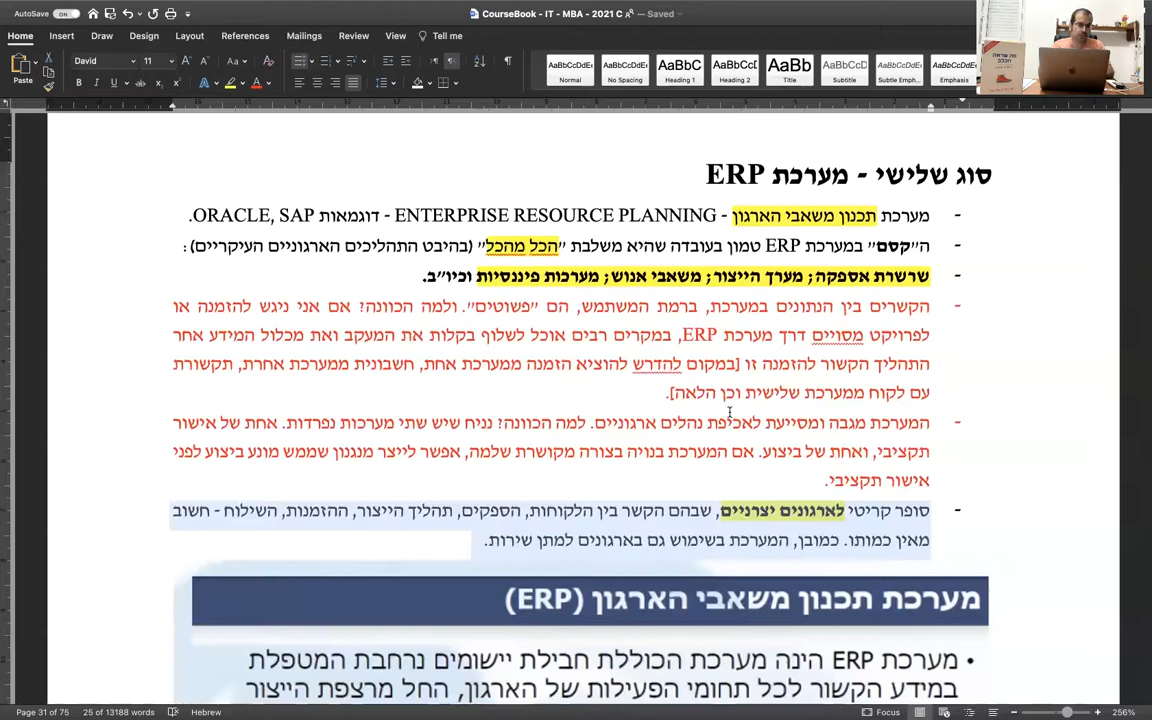 AutoSave ON
CourseBook - IT - MBA - 2021 C — Saved
Home Insert Draw Design Layout References Mailings Review View Tell me
Paste
David 11
AaBbCcDdEe AaBbCcDdEe AaBbC AaBbCcD AaBb AaBbCcDdEe AaBbCcDdEe AaBbCcDdEe
Normal No Spacing Heading 1 Heading 2 Title Subtitle Subtle Emph... Emphasis
סוג שלישי - מערכת ERP
- מערכת תכנון משאבי הארגון - ENTERPRISE RESOURCE PLANNING - דוגמאות ORACLE, SAP.
- ה"קסם" במערכת ERP טמון בעובדה שהיא משלבת "הכל מהכל" (בהיבט התהליכים הארגוניים העיקריים):
- שרשרת אספקה; מערך הייצור; משאבי אנוש; מערכות פיננסיות וכיו"ב.
- הקשרים בין הנתונים במערכת, ברמת המשתמש, הם "פשוטים". ולמה הכוונה? אם אני ניגש להזמנה או
לפרויקט מסויים דרך מערכת ERP, במקרים רבים אוכל לשלוף בקלות את המעקב ואת מכלול המידע אחר
התהליך הקשור להזמנה זו [במקום להדרש להוציא הזמנה ממערכת אחת, חשבונית ממערכת אחרת, תקשורת
עם לקוח ממערכת שלישית וכן הלאה].
- המערכת מגבה ומסייעת לאכיפת נהלים ארגוניים. למה הכוונה? נניח שיש שתי מערכות נפרדות. אחת של אישור
תקציבי, ואחת של ביצוע. אם המערכת בנויה בצורה מקושרת שלמה, אפשר לייצר מנגנון שממש מונע ביצוע לפני
אישור תקציבי.
- סופר קריטי לארגונים יצרניים, שבהם הקשר בין הלקוחות, הספקים, תהליך הייצור, ההזמנות, השילוח - חשוב
מאין כמותו. כמובן, המערכת בשימוש גם בארגונים למתן שירות.
מערכת תכנון משאבי הארגון (ERP)
• מערכת ERP הינה מערכת הכוללת חבילת יישומים נרחבת המטפלת
במידע הקשור לכל תחומי הפעילות של הארגון, החל מרצפת הייצור
Page 31 of 75 25 of 13188 words Hebrew Focus 256%